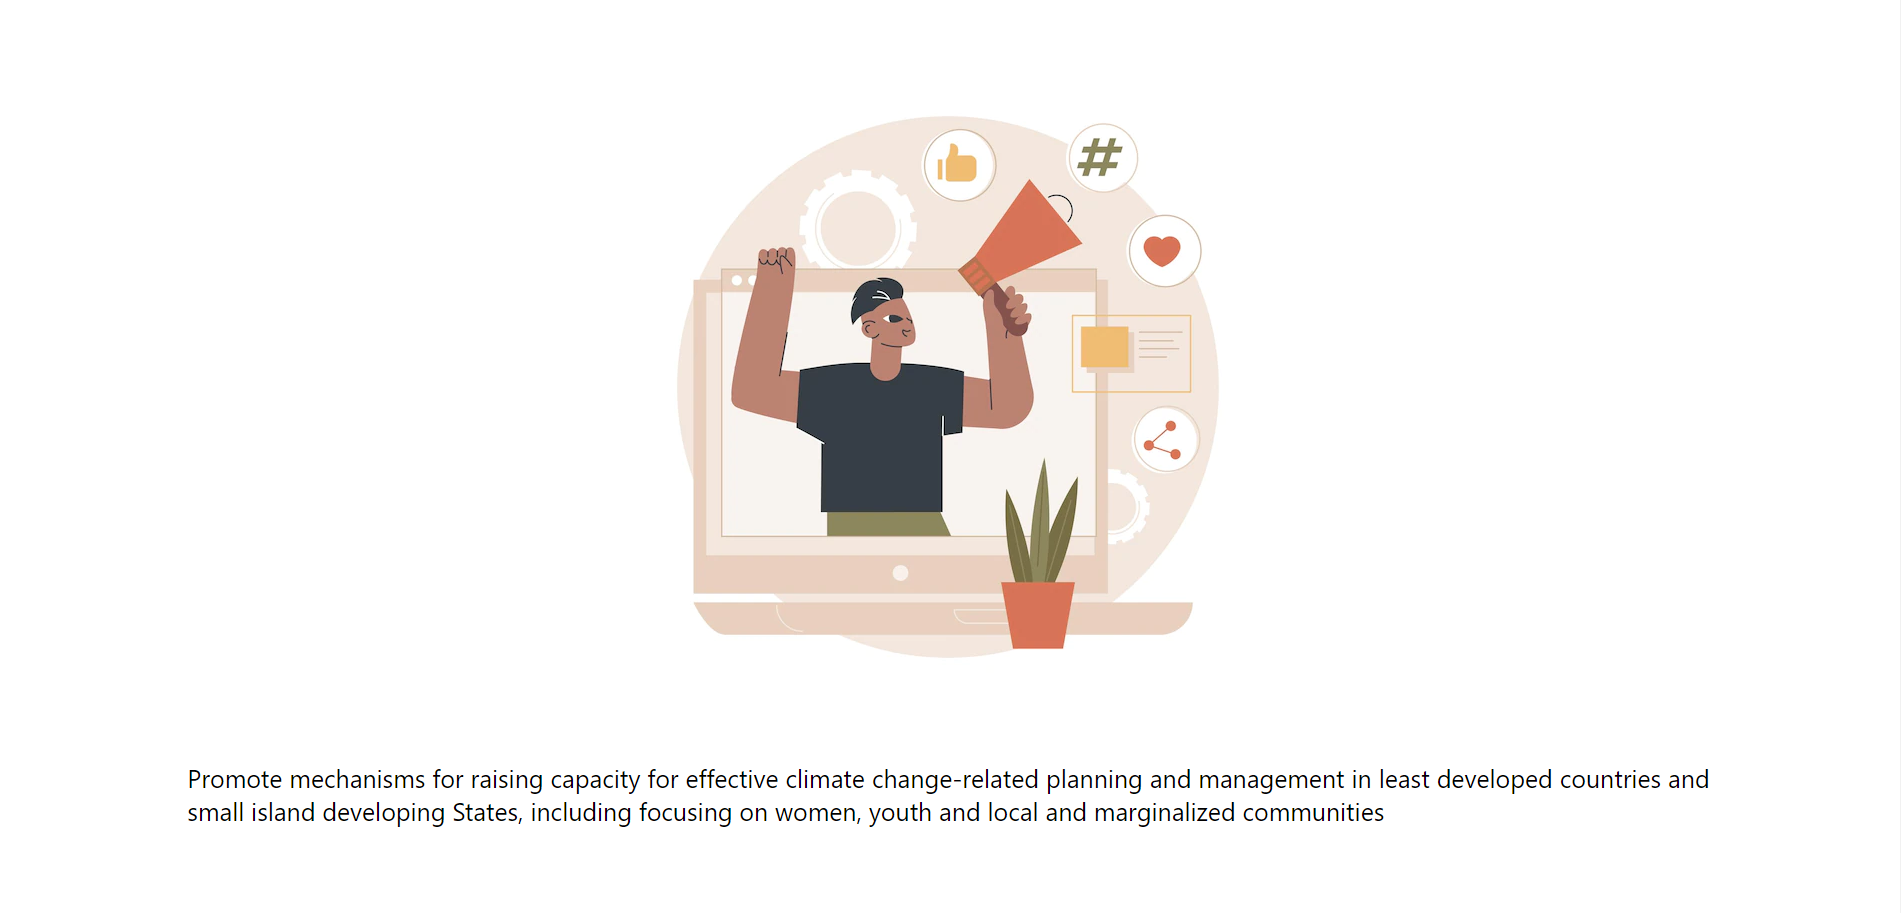 Promote mechanisms for raising capacity for effective climate change-related planning and management in least developed countries and
small island developing States, including focusing on women, youth and local and marginalized communities